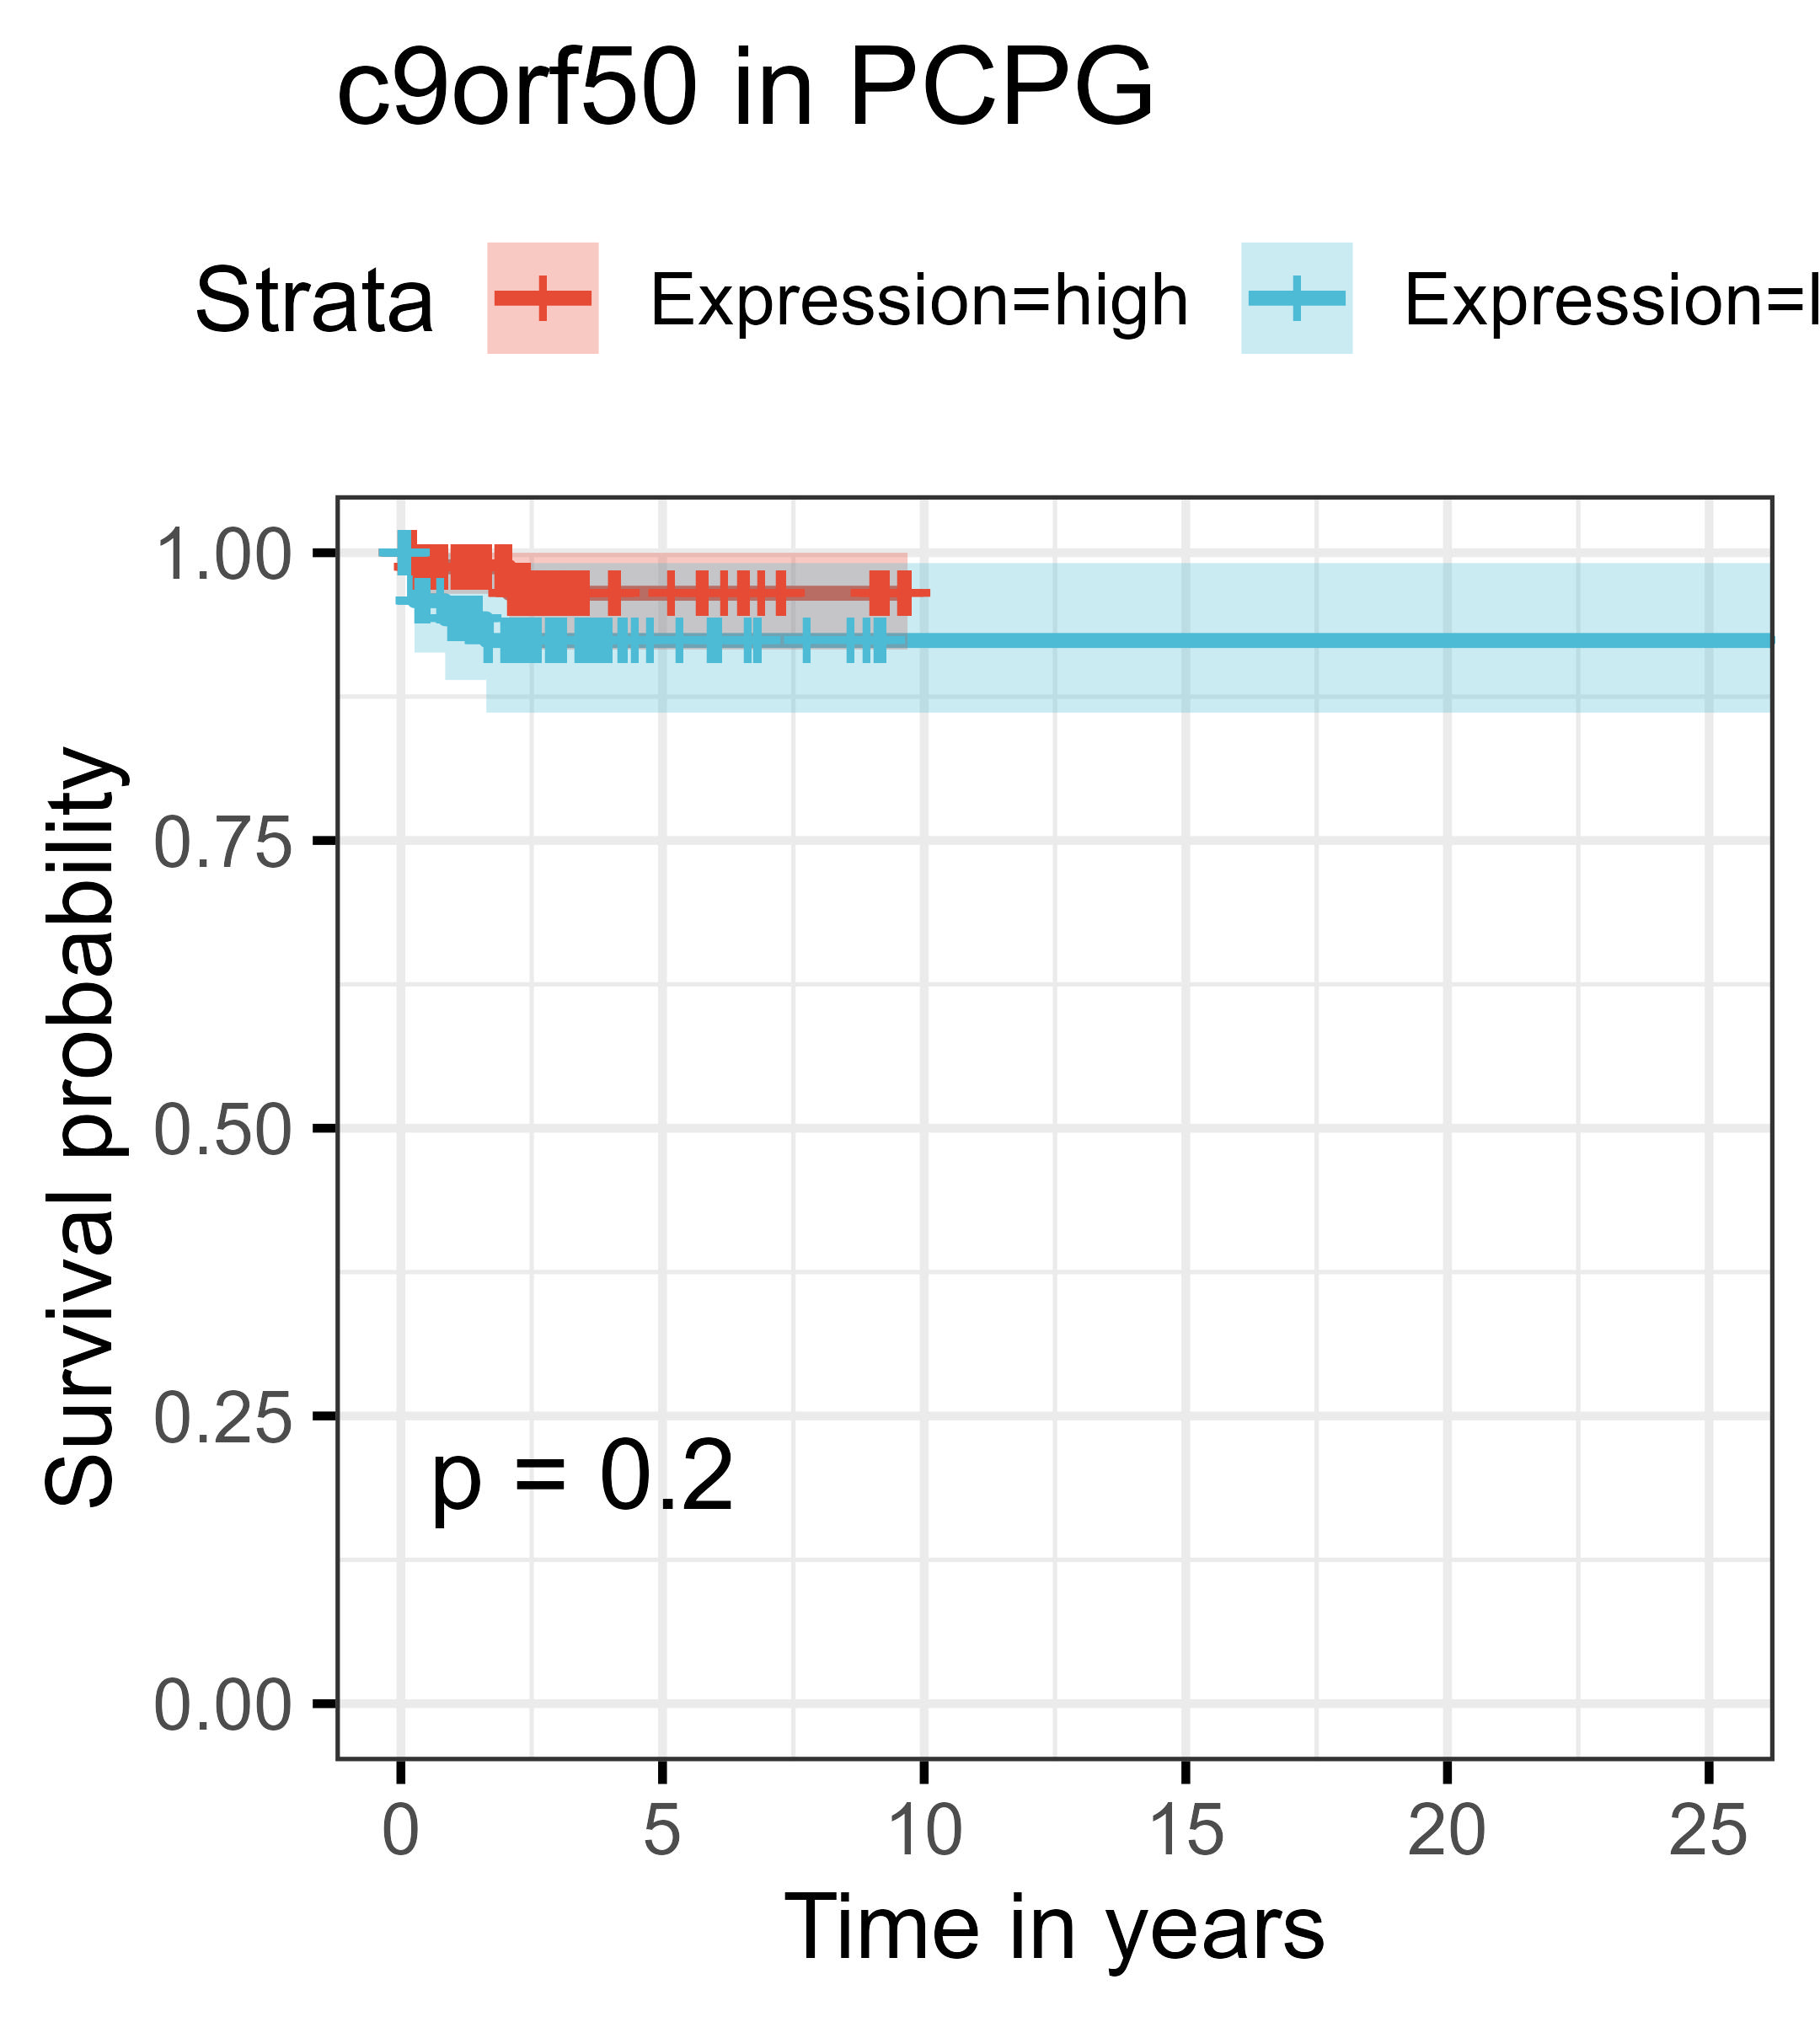 c9orf50 in PCPG
Strata Expression=high Expression=l
Survival probability
1.00
0.75
0.50
0.25
0.00
p = 0.2
0 5 10 15 20 25
Time in years